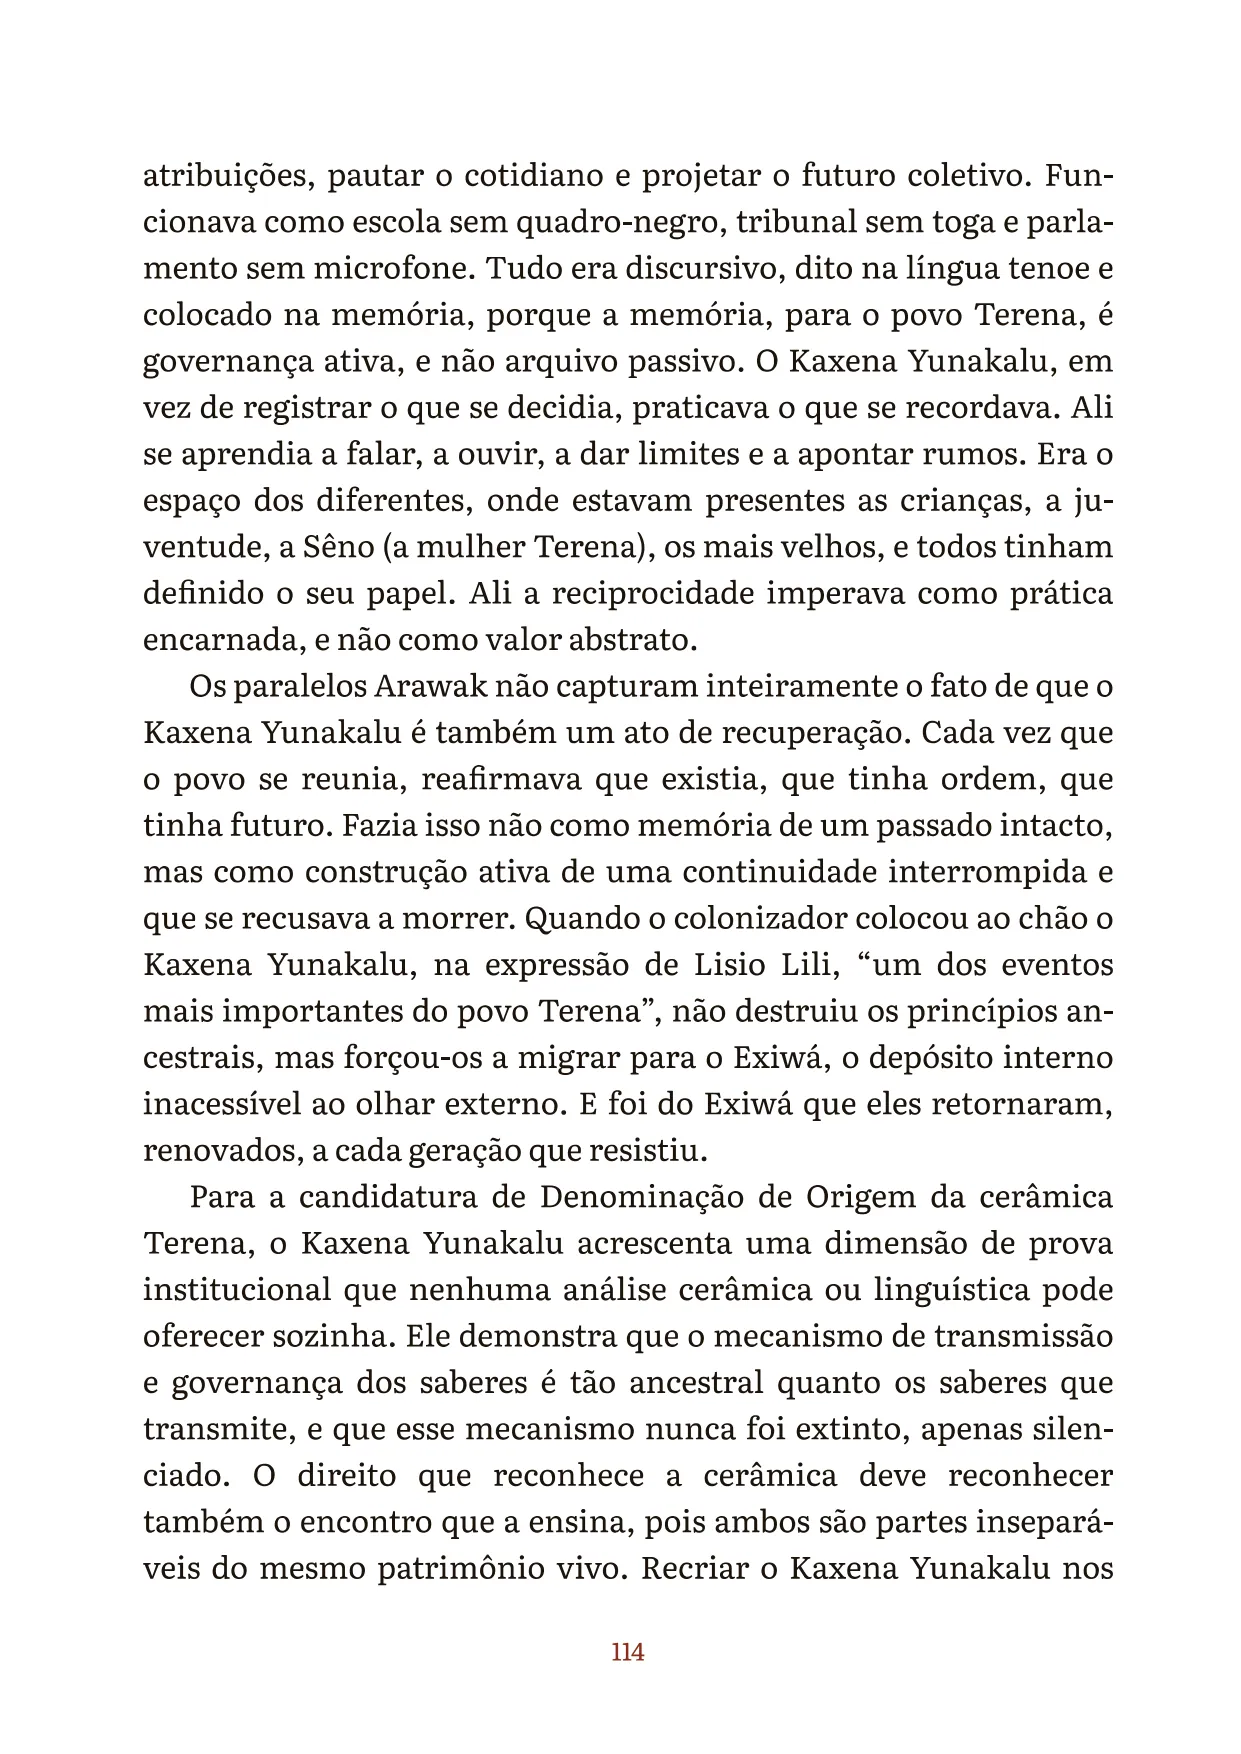 atribuições, pautar o cotidiano e projetar o futuro coletivo. Fun-
cionava como escola sem quadro-negro, tribunal sem toga e parla-
mento sem microfone. Tudo era discursivo, dito na língua tenoe e
colocado na memória, porque a memória, para o povo Terena, é
governança ativa, e não arquivo passivo. O Kaxena Yunakalu, em
vez de registrar o que se decidia, praticava o que se recordava. Ali
se aprendia a falar, a ouvir, a dar limites e a apontar rumos. Era o
espaço dos diferentes, onde estavam presentes as crianças, a ju-
ventude, a Sêno (a mulher Terena), os mais velhos, e todos tinham
definido o seu papel. Ali a reciprocidade imperava como prática
encarnada, e não como valor abstrato.
Os paralelos Arawak não capturam inteiramente o fato de que o
Kaxena Yunakalu é também um ato de recuperação. Cada vez que
o povo se reunia, reafirmava que existia, que tinha ordem, que
tinha futuro. Fazia isso não como memória de um passado intacto,
mas como construção ativa de uma continuidade interrompida e
que se recusava a morrer. Quando o colonizador colocou ao chão o
Kaxena Yunakalu, na expressão de Lisio Lili, “um dos eventos
mais importantes do povo Terena”, não destruiu os princípios an-
cestrais, mas forçou-os a migrar para o Exiwá, o depósito interno
inacessível ao olhar externo. E foi do Exiwá que eles retornaram,
renovados, a cada geração que resistiu.
Para a candidatura de Denominação de Origem da cerâmica
Terena, o Kaxena Yunakalu acrescenta uma dimensão de prova
institucional que nenhuma análise cerâmica ou linguística pode
oferecer sozinha. Ele demonstra que o mecanismo de transmissão
e governança dos saberes é tão ancestral quanto os saberes que
transmite, e que esse mecanismo nunca foi extinto, apenas silen-
ciado. O direito que reconhece a cerâmica deve reconhecer
também o encontro que a ensina, pois ambos são partes insepará-
veis do mesmo patrimônio vivo. Recriar o Kaxena Yunakalu nos
114